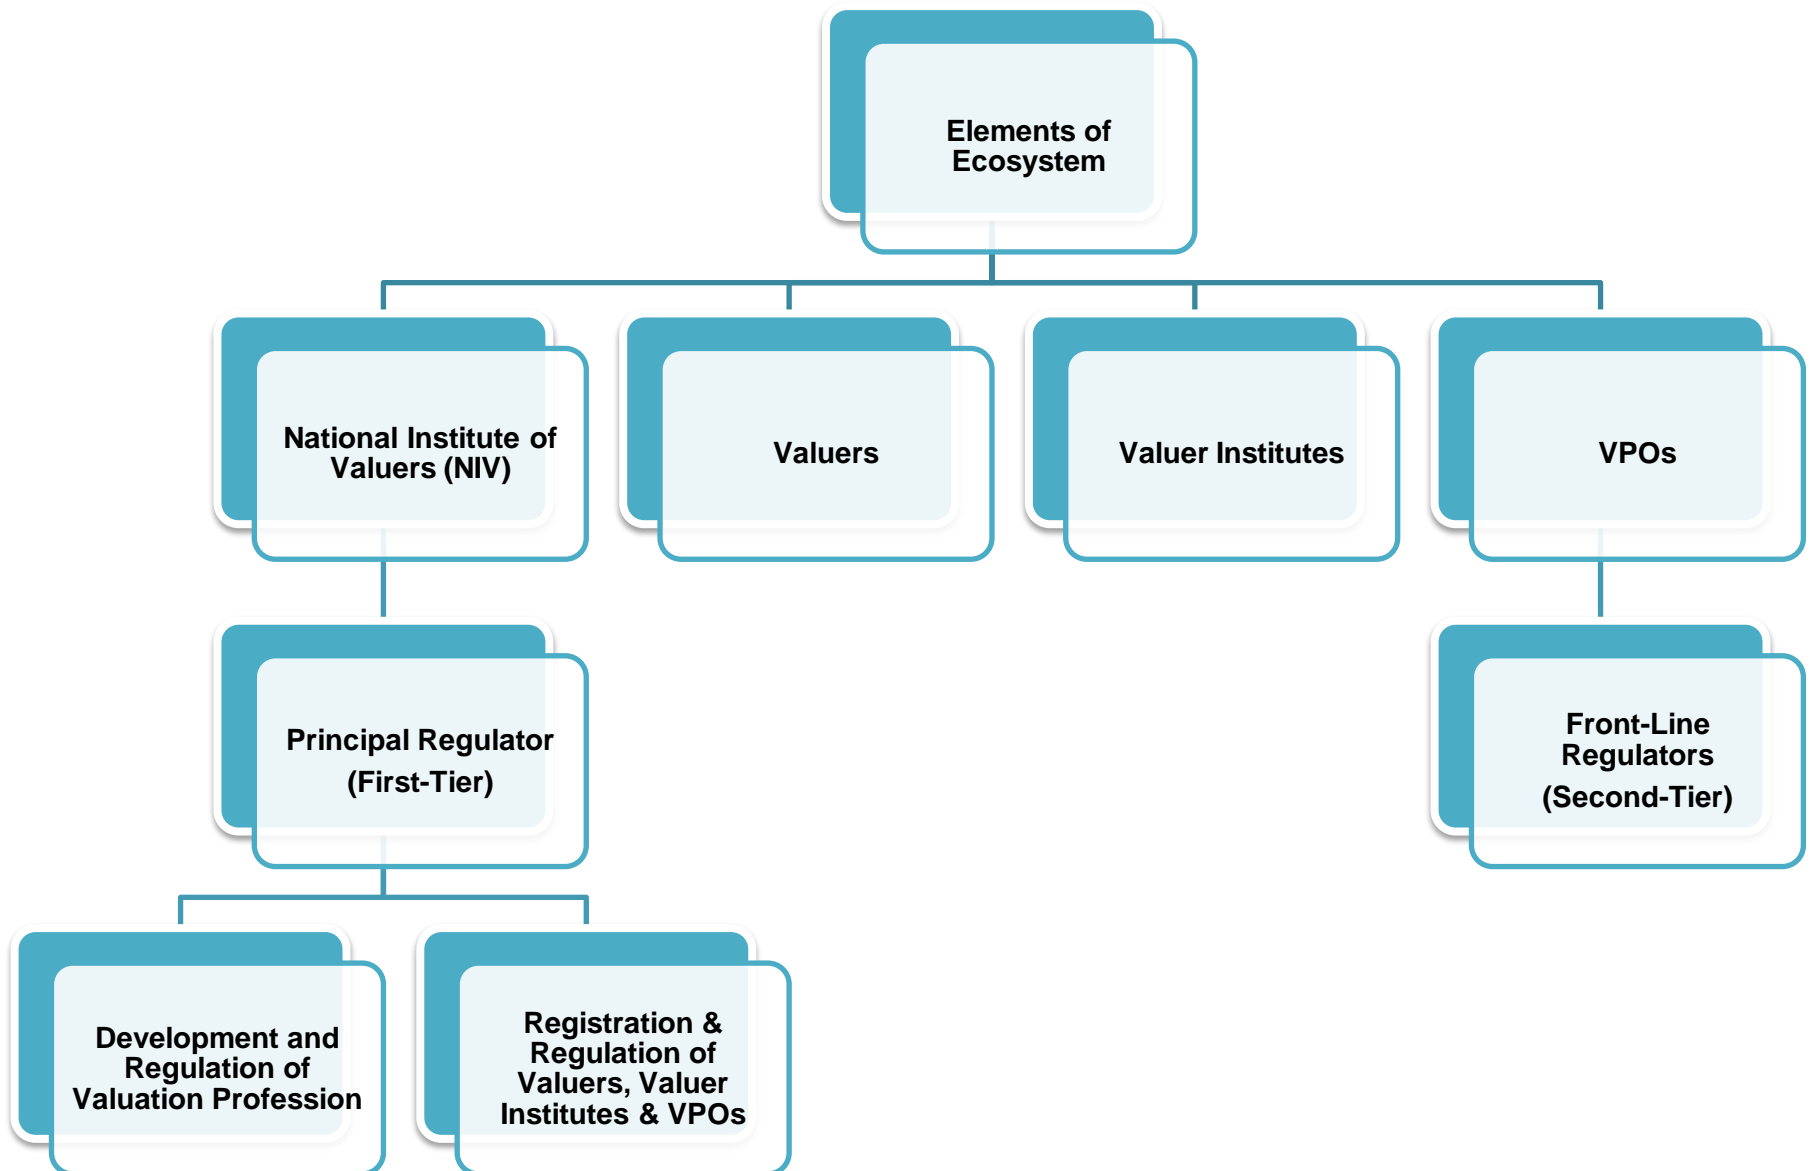 Elements of
Ecosystem
National Institute of
Valuers (NIV)
Valuers
Valuer Institutes
VPOs
Principal Regulator
(First-Tier)
Front-Line
Regulators
(Second-Tier)
Development and
Regulation of
Valuation Profession
Registration &
Regulation of
Valuers, Valuer
Institutes & VPOs